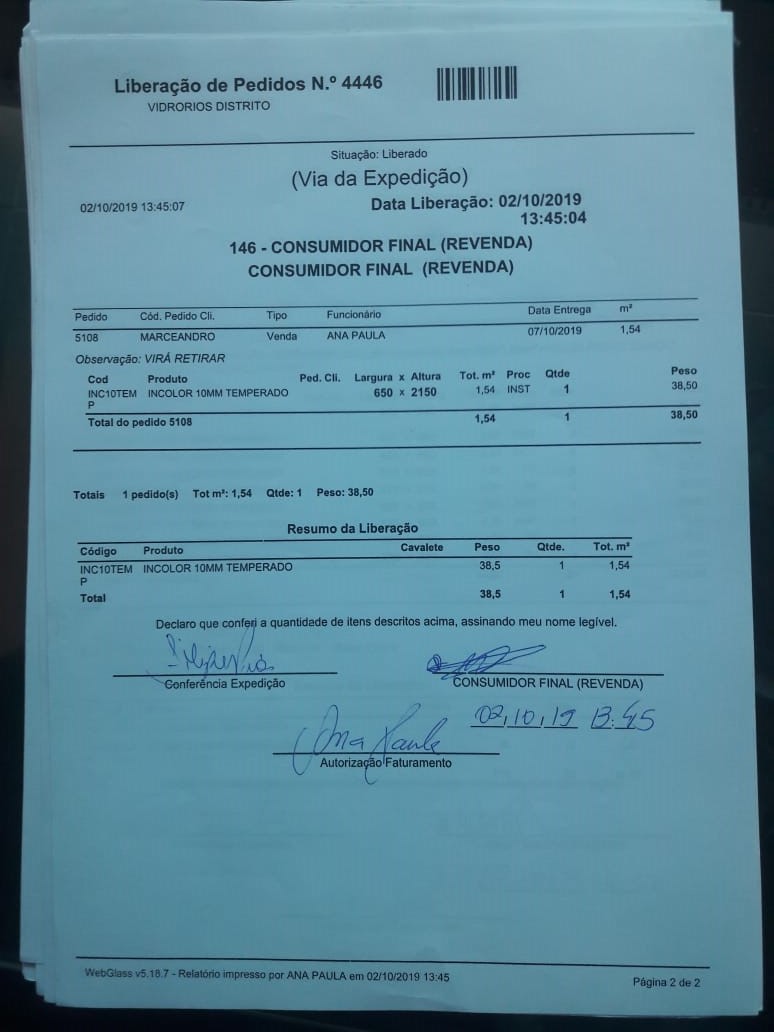 Liberação de Pedidos N.º 4446
VIDRORIOS DISTRITO
Situação: Liberado
(Via da Expedição)
02/10/2019 13:45:07 Data Liberação: 02/10/2019
13:45:04
146 - CONSUMIDOR FINAL (REVENDA)
CONSUMIDOR FINAL (REVENDA)
Pedido Cód. Pedido Cli. Tipo Funcionário Data Entrega m²
5108 MARCEANDRO Venda ANA PAULA 07/10/2019 1,54
Observação: VIRÁ RETIRAR
Cod Produto Ped. Cli. Largura x Altura Tot. m² Proc Qtde Peso
INC10TEM INCOLOR 10MM TEMPERADO 650 x 2150 1,54 INST 1 38,50
P
Total do pedido 5108 1,54 1 38,50
Totais 1 pedido(s) Tot m²: 1,54 Qtde: 1 Peso: 38,50
Resumo da Liberação
Código Produto Cavalete Peso Qtde. Tot. m²
INC10TEM INCOLOR 10MM TEMPERADO 38,5 1 1,54
P
Total 38,5 1 1,54
Declaro que conferi a quantidade de itens descritos acima, assinando meu nome legível.
Conferência Expedição CONSUMIDOR FINAL (REVENDA)
02,10,19 13:45
Ana Paula
Autorização Faturamento
WebGlass v5.18.7 - Relatório impresso por ANA PAULA em 02/10/2019 13:45
Página 2 de 2